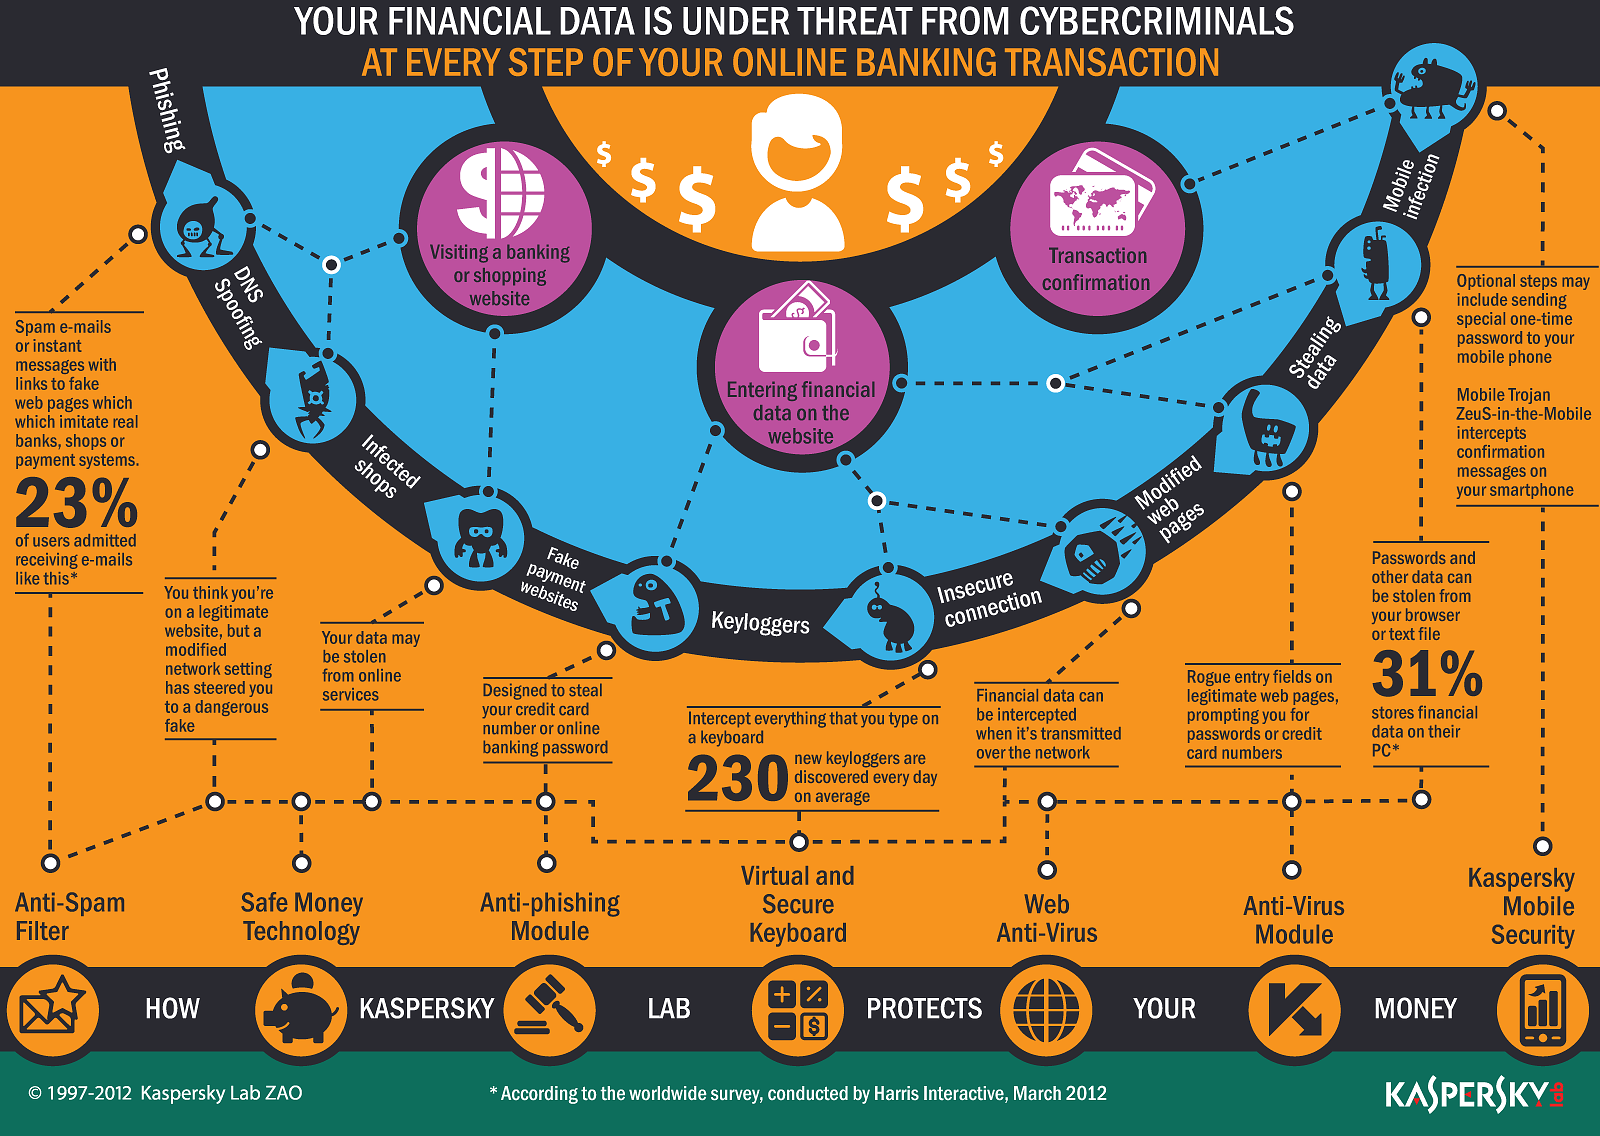 YOUR FINANCIAL DATA IS UNDER THREAT FROM CYBERCRIMINALS
AT EVERY STEP OF YOUR ONLINE BANKING TRANSACTION
$ $ $ $ $ $
Visiting a banking
or shopping
website
Entering financial
data on the
website
Transaction
confirmation
Phishing
DNS
Spoofing
Infected
shops
Fake
payment
websites
Keyloggers
Insecure
connection
Modified
web
pages
Stealing
data
Mobile
infection
Spam e-mails
or instant
messages with
links to fake
web pages which
which imitate real
banks, shops or
payment systems.
23%
of users admitted
receiving e-mails
like this*
You think you're
on a legitimate
website, but a
modified
network setting
has steered you
to a dangerous
fake
Your data may
be stolen
from online
services
Designed to steal
your credit card
number or online
banking password
Intercept everything that you type on
a keyboard
230
new keyloggers are
discovered every day
on average
Financial data can
be intercepted
when it's transmitted
over the network
Rogue entry fields on
legitimate web pages,
prompting you for
passwords or credit
card numbers
Passwords and
other data can
be stolen from
your browser
or text file
31%
stores financial
data on their
PC*
Optional steps may
include sending
special one-time
password to your
mobile phone
Mobile Trojan
ZeuS-in-the-Mobile
intercepts
confirmation
messages on
your smartphone
Anti-Spam
Filter
Safe Money
Technology
Anti-phishing
Module
Virtual and
Secure
Keyboard
Web
Anti-Virus
Anti-Virus
Module
Kaspersky
Mobile
Security
HOW KASPERSKY LAB PROTECTS YOUR MONEY
© 1997-2012 Kaspersky Lab ZAO
* According to the worldwide survey, conducted by Harris Interactive, March 2012
KASPERSKY lab